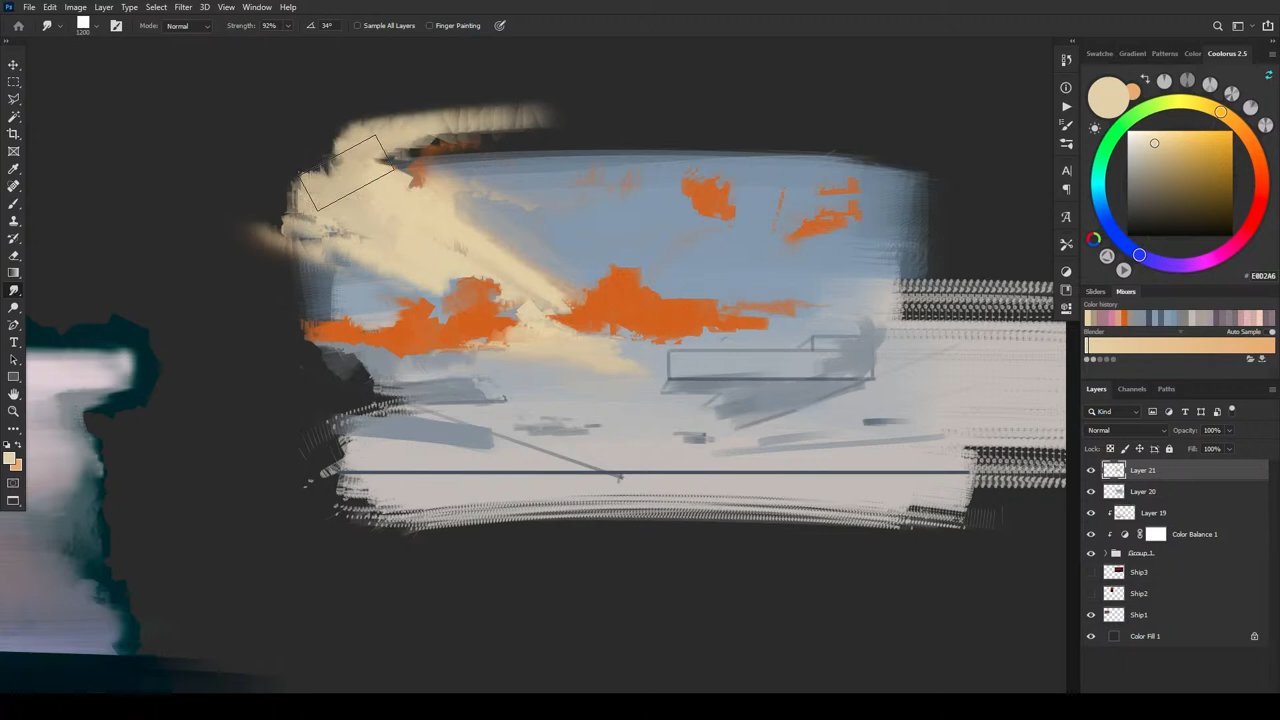 Ps File Edit Image Layer Type Select Filter 3D View Window Help
1200 Mode: Normal Strength: 92% 34° Sample All Layers Finger Painting
Swatche Gradient Patterns Color Coolorus 2.5
# E0D2A6
Sliders Mixers
Color history
Blender Auto Sample
Layers Channels Paths
Kind
Normal Opacity: 100%
Lock: Fill: 100%
Layer 21
Layer 20
Layer 19
Color Balance 1
Group 1
Ship3
Ship2
Ship1
Color Fill 1